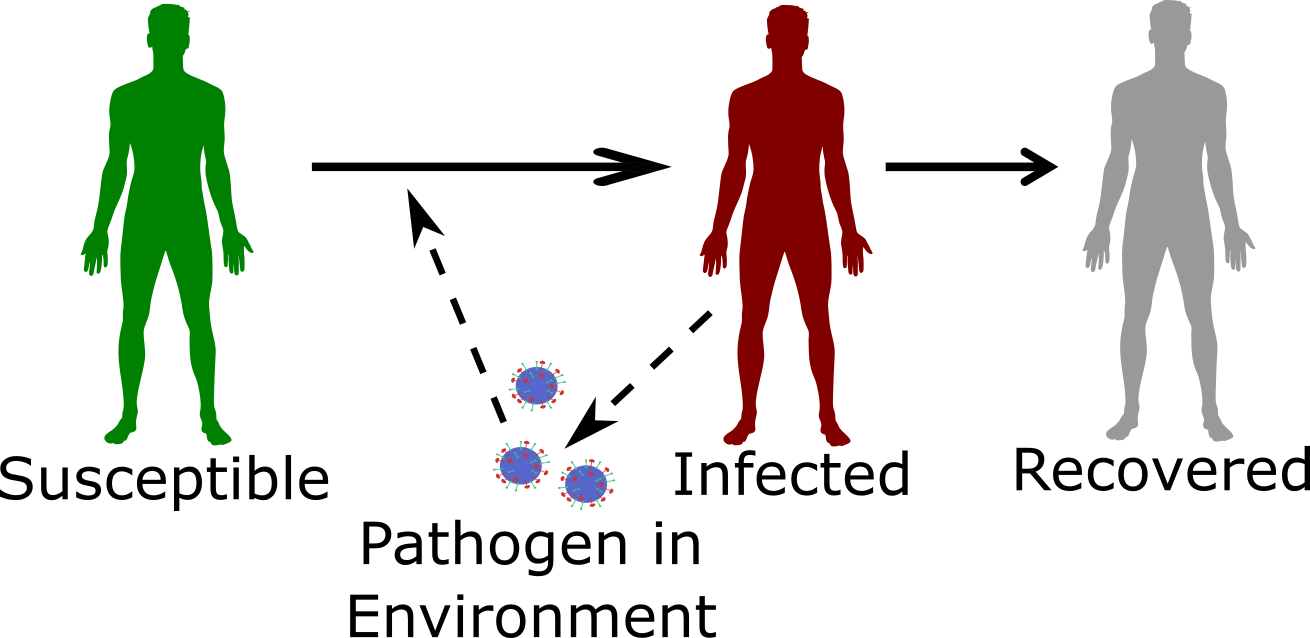 Susceptible
Infected
Recovered
Pathogen in
Environment